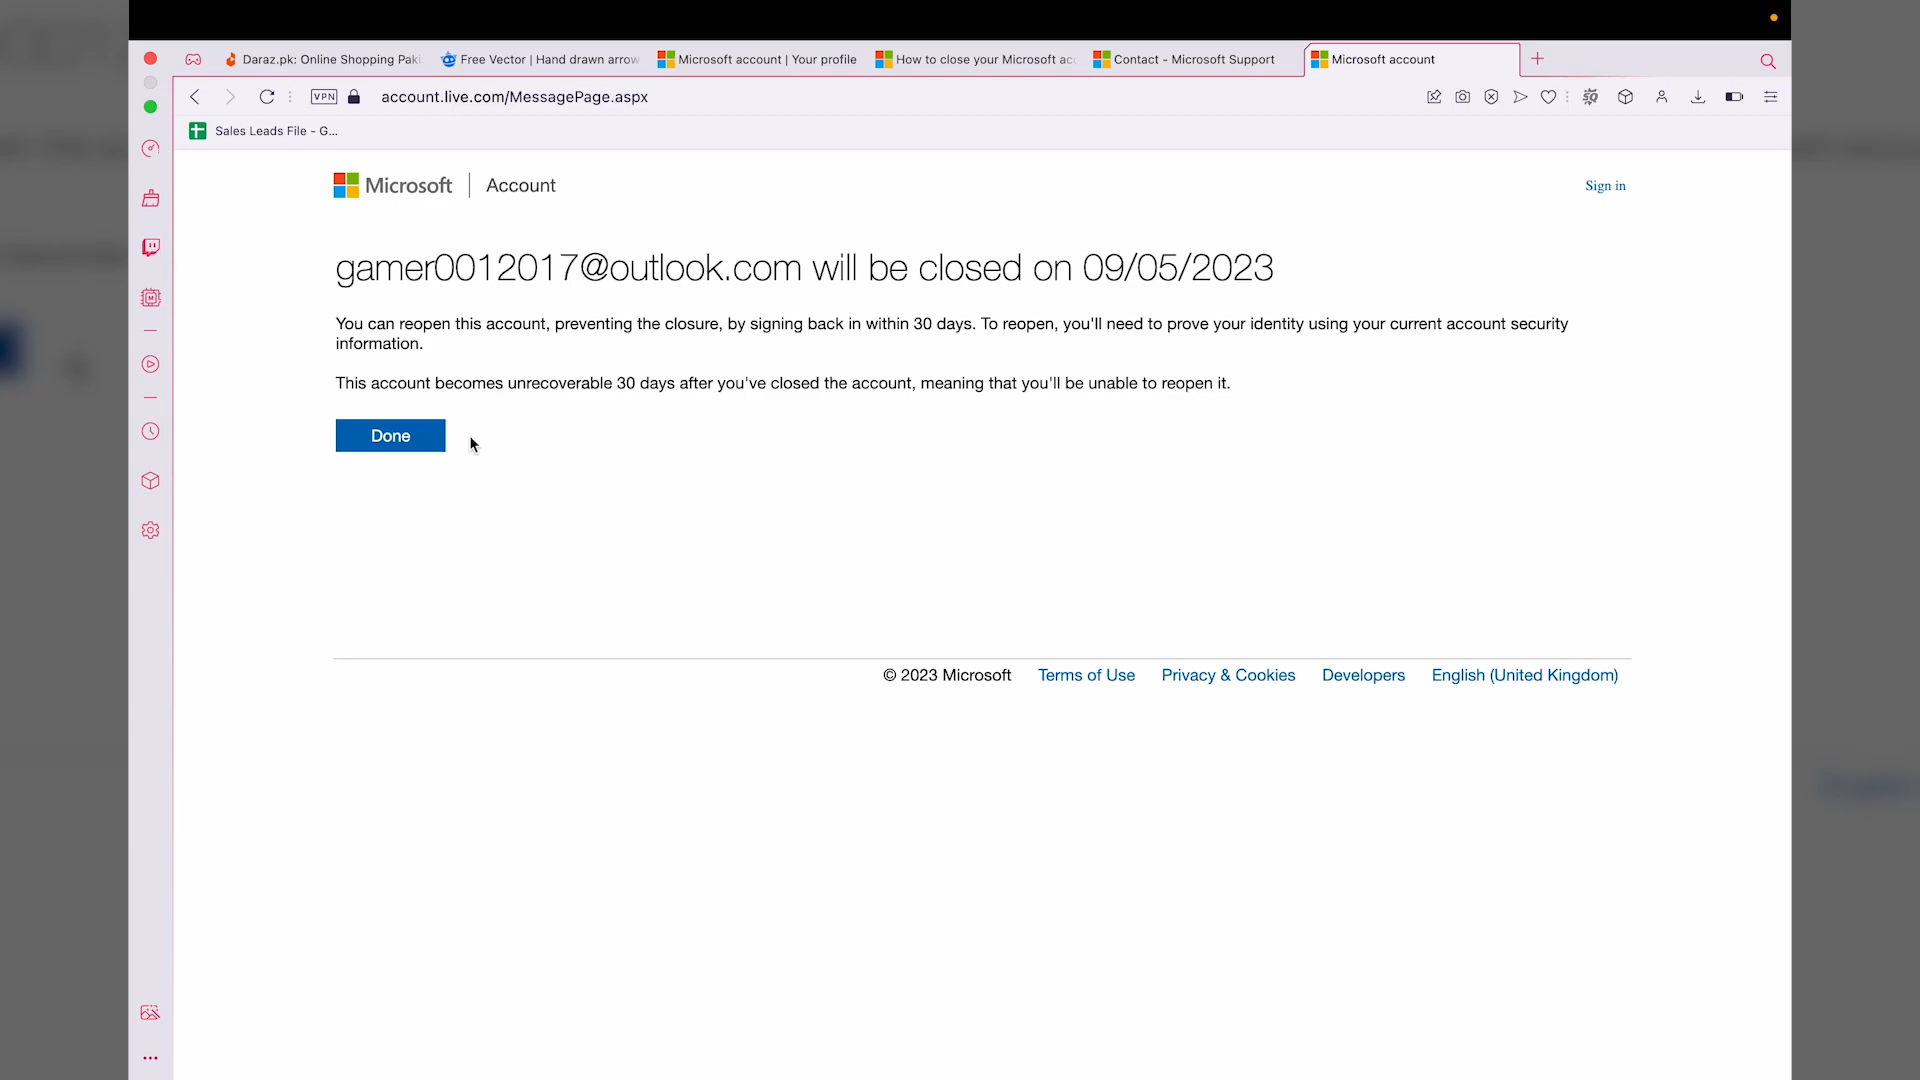 Daraz.pk: Online Shopping Paki
Free Vector | Hand drawn arrow
Microsoft account | Your profile
How to close your Microsoft acc
Contact - Microsoft Support
Microsoft account
VPN
account.live.com/MessagePage.aspx
Sales Leads File - G...
Microsoft | Account
Sign in
gamer0012017@outlook.com will be closed on 09/05/2023
You can reopen this account, preventing the closure, by signing back in within 30 days. To reopen, you'll need to prove your identity using your current account security
information.
This account becomes unrecoverable 30 days after you've closed the account, meaning that you'll be unable to reopen it.
Done
© 2023 Microsoft Terms of Use Privacy & Cookies Developers English (United Kingdom)